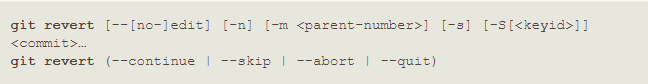 git revert [--[no-]edit] [-n] [-m <parent-number>] [-s] [-S[<keyid>]]
<commit>…
git revert (--continue | --skip | --abort | --quit)